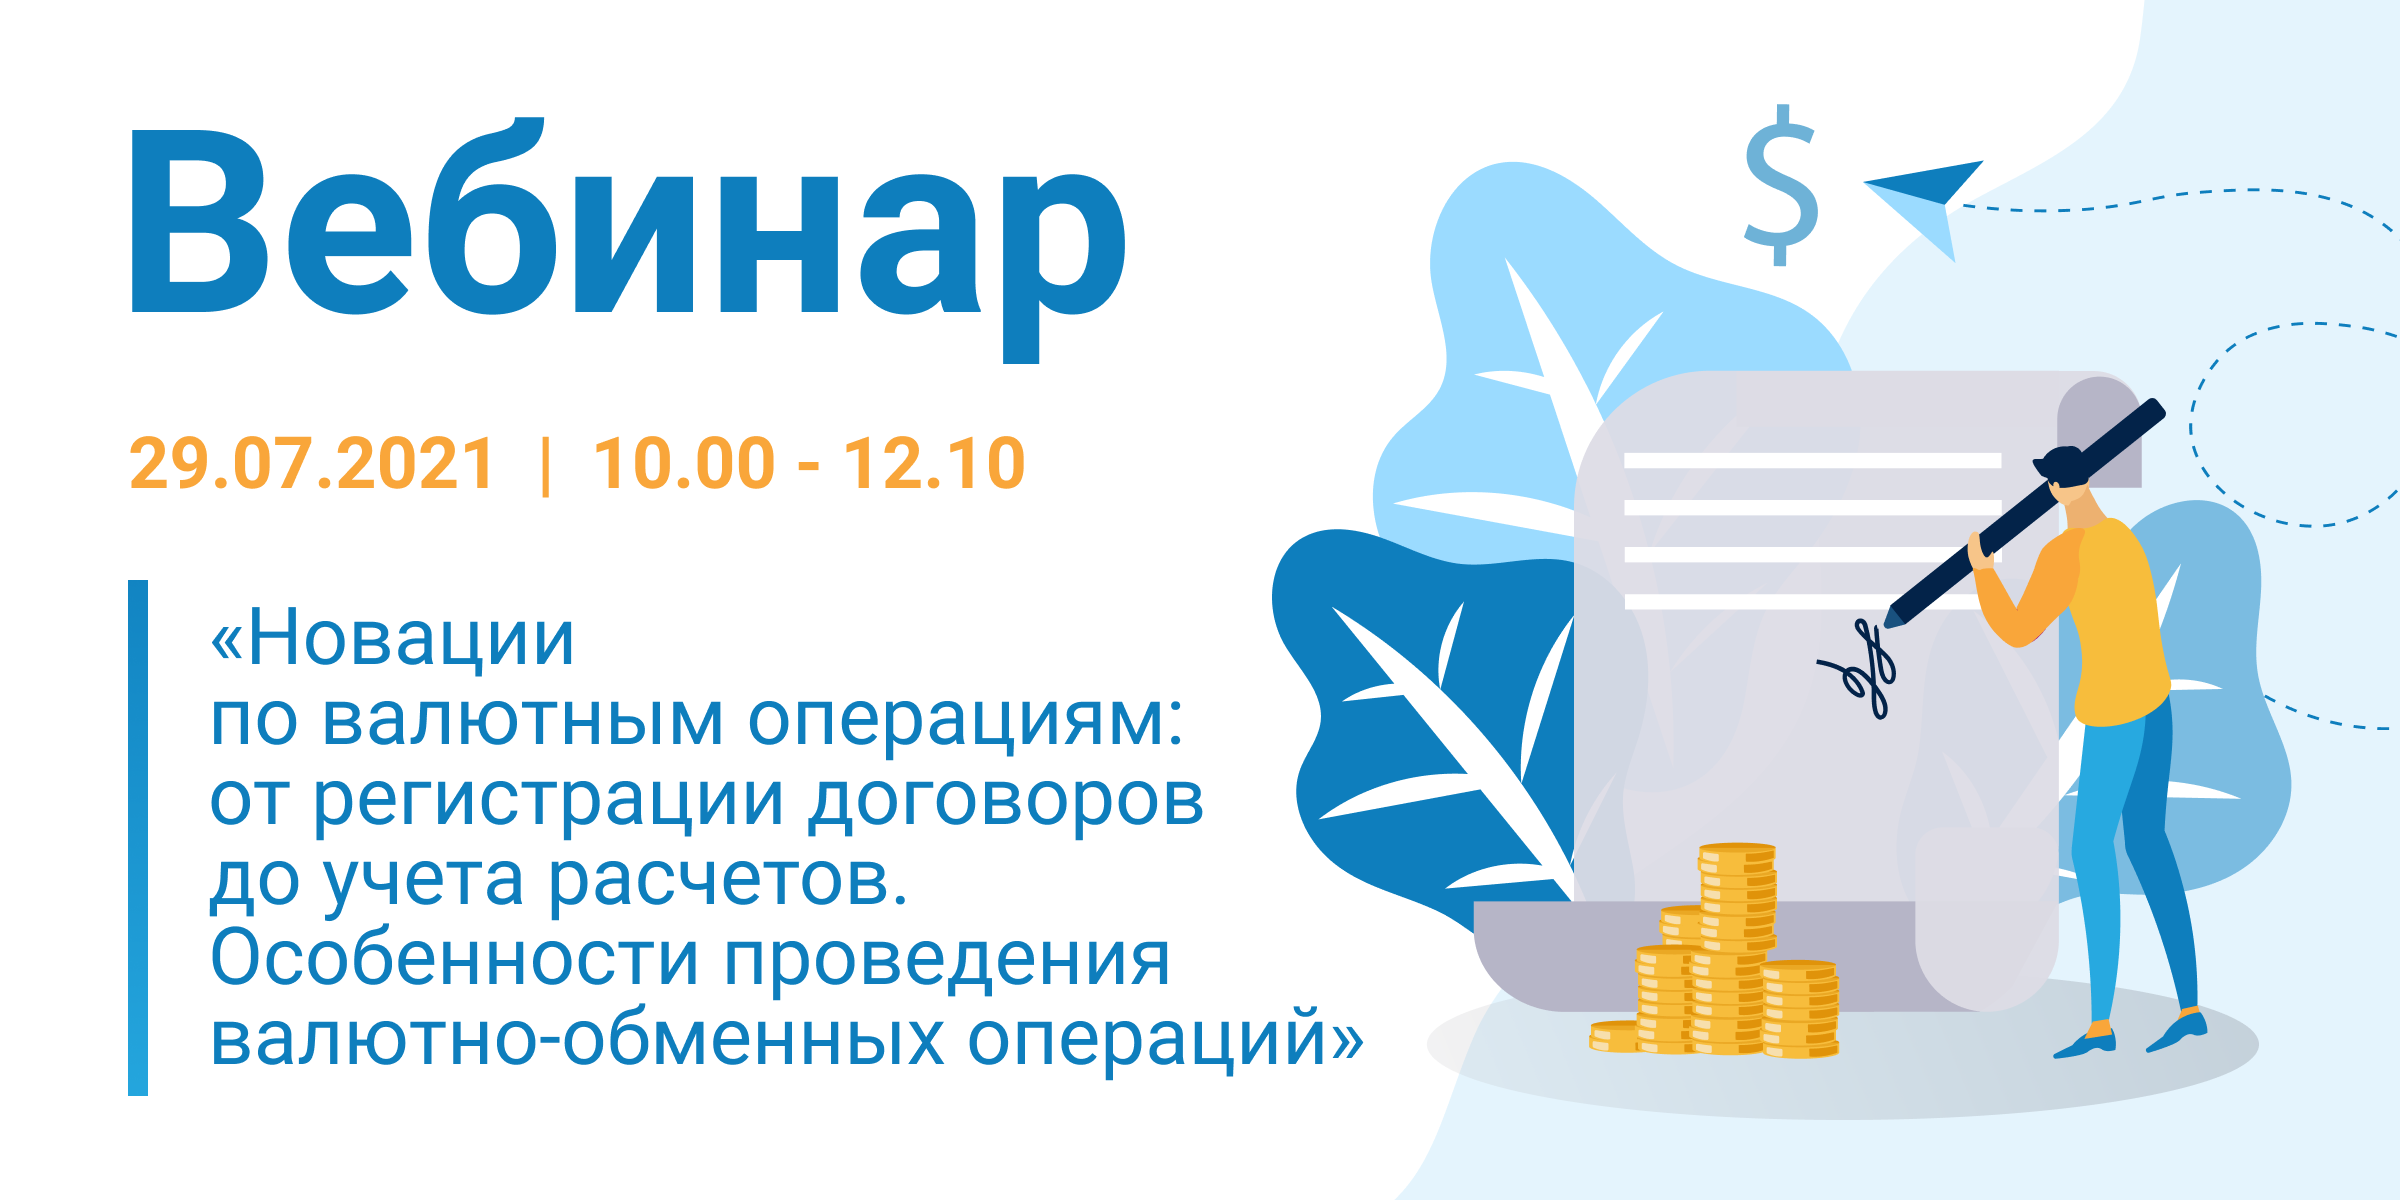 Вебинар
29.07.2021 | 10.00 - 12.10
«Новации
по валютным операциям:
от регистрации договоров
до учета расчетов.
Особенности проведения
валютно-обменных операций»
$